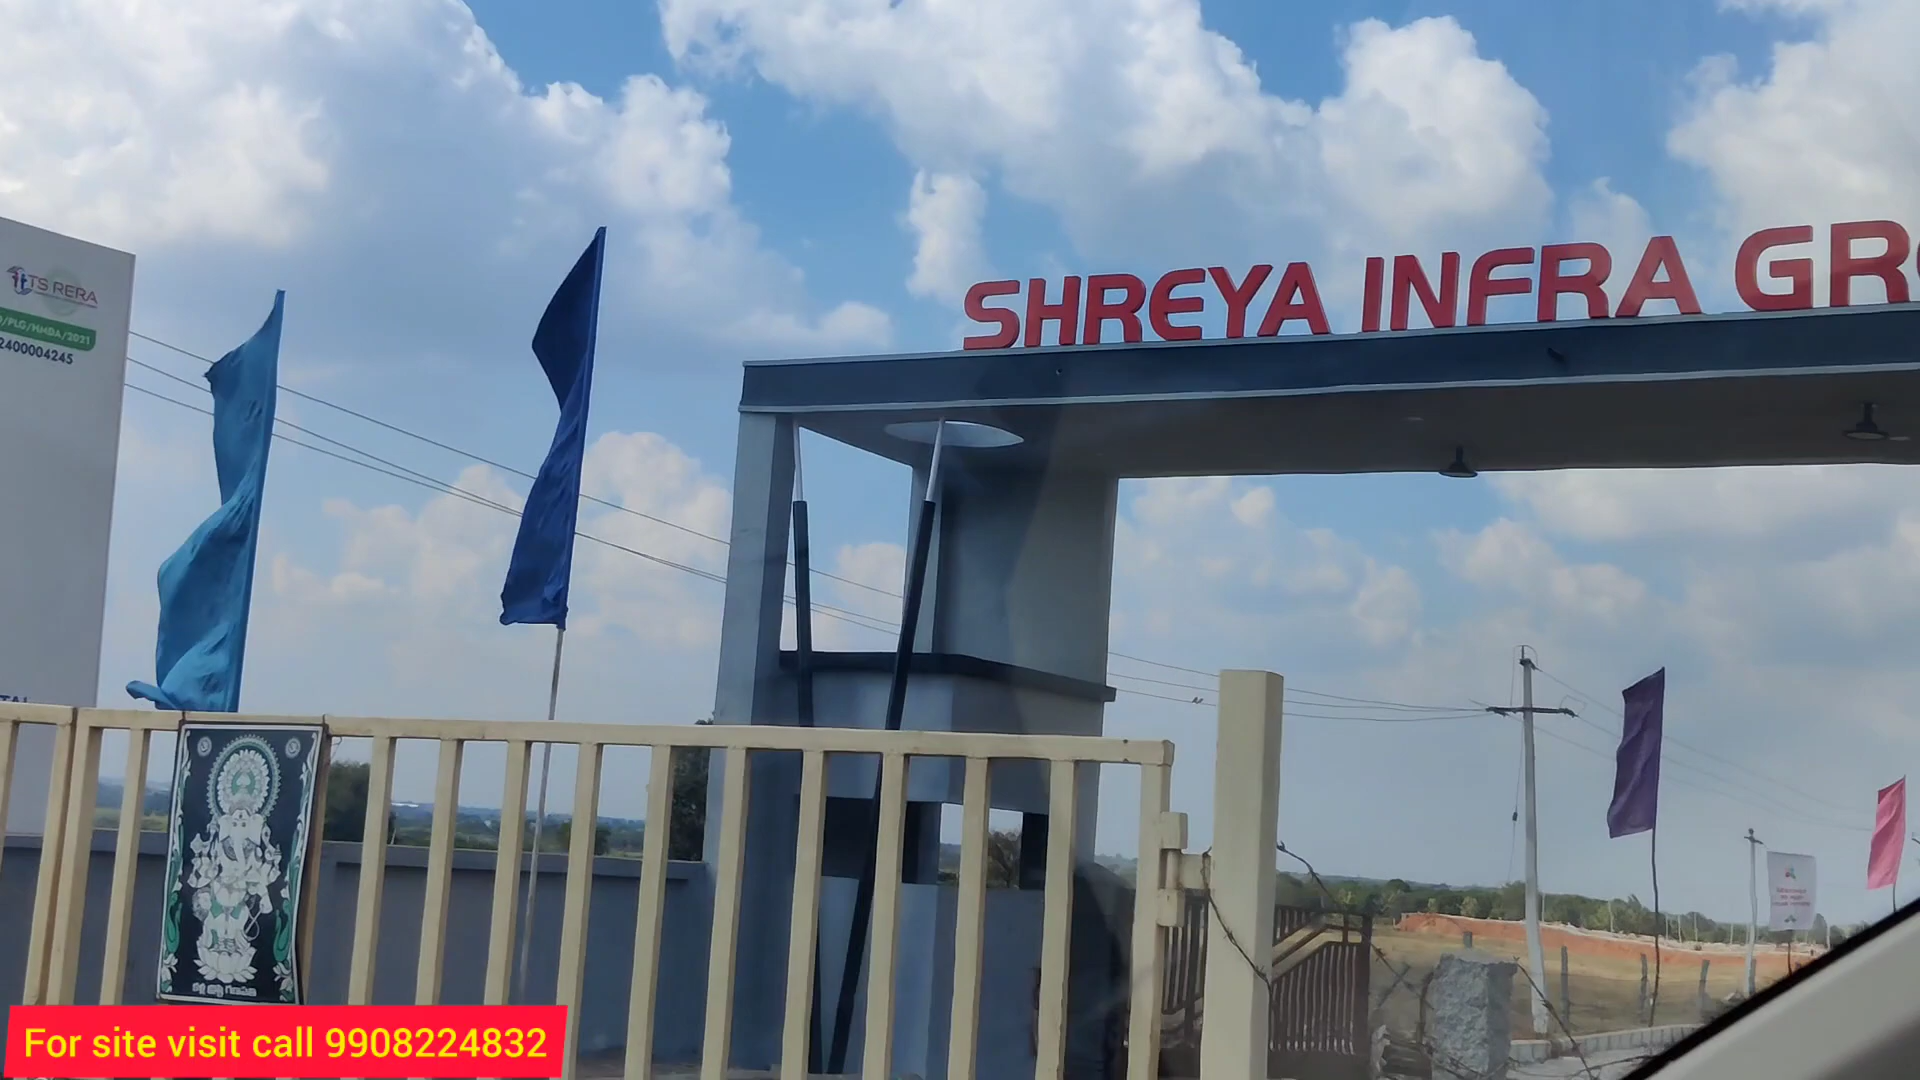 SHREYA INFRA GR
TS RERA
/PLG/HMDA/2021
2400004245
For site visit call 9908224832